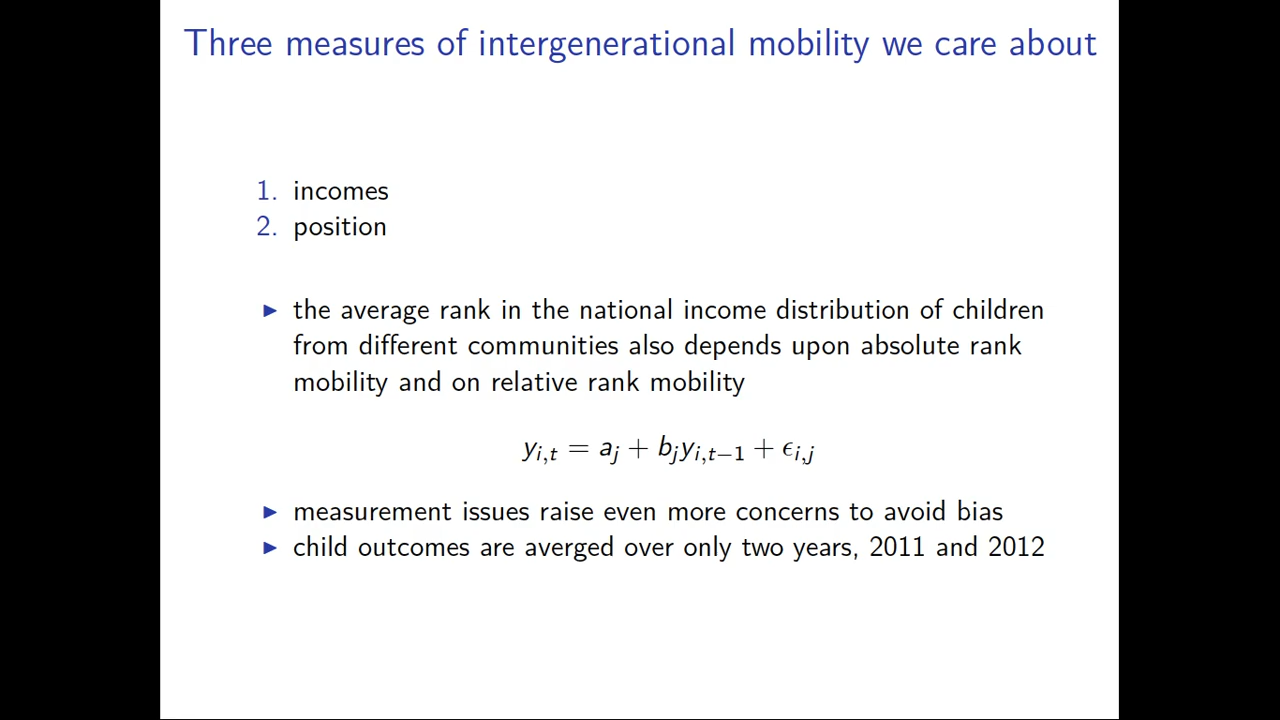 Three measures of intergenerational mobility we care about
1. incomes
2. position
▶ the average rank in the national income distribution of children
from different communities also depends upon absolute rank
mobility and on relative rank mobility
y_{i,t} = a_j + b_j y_{i,t−1} + ϵ_{i,j}
▶ measurement issues raise even more concerns to avoid bias
▶ child outcomes are averged over only two years, 2011 and 2012